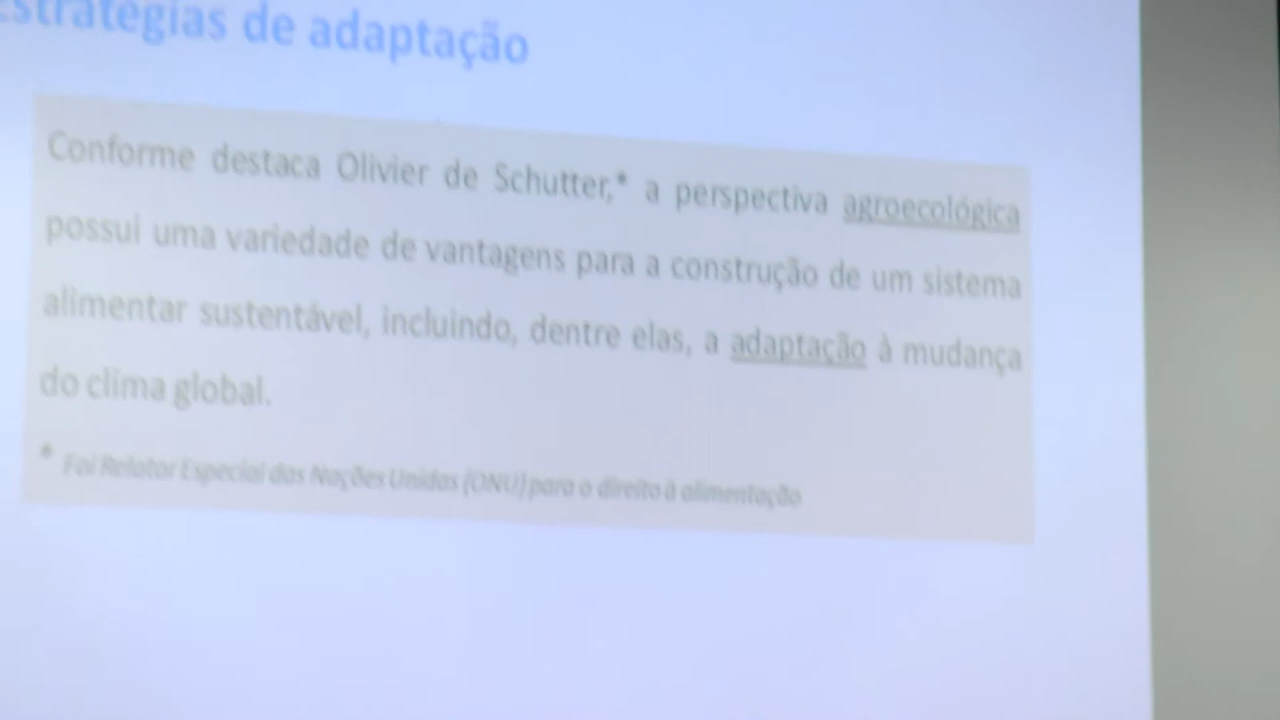 Estratégias de adaptação
Conforme destaca Olivier de Schutter,* a perspectiva agroecológica
possui uma variedade de vantagens para a construção de um sistema
alimentar sustentável, incluindo, dentre elas, a adaptação à mudança
do clima global.
* Foi Relator Especial das Nações Unidas (ONU) para o direito à alimentação